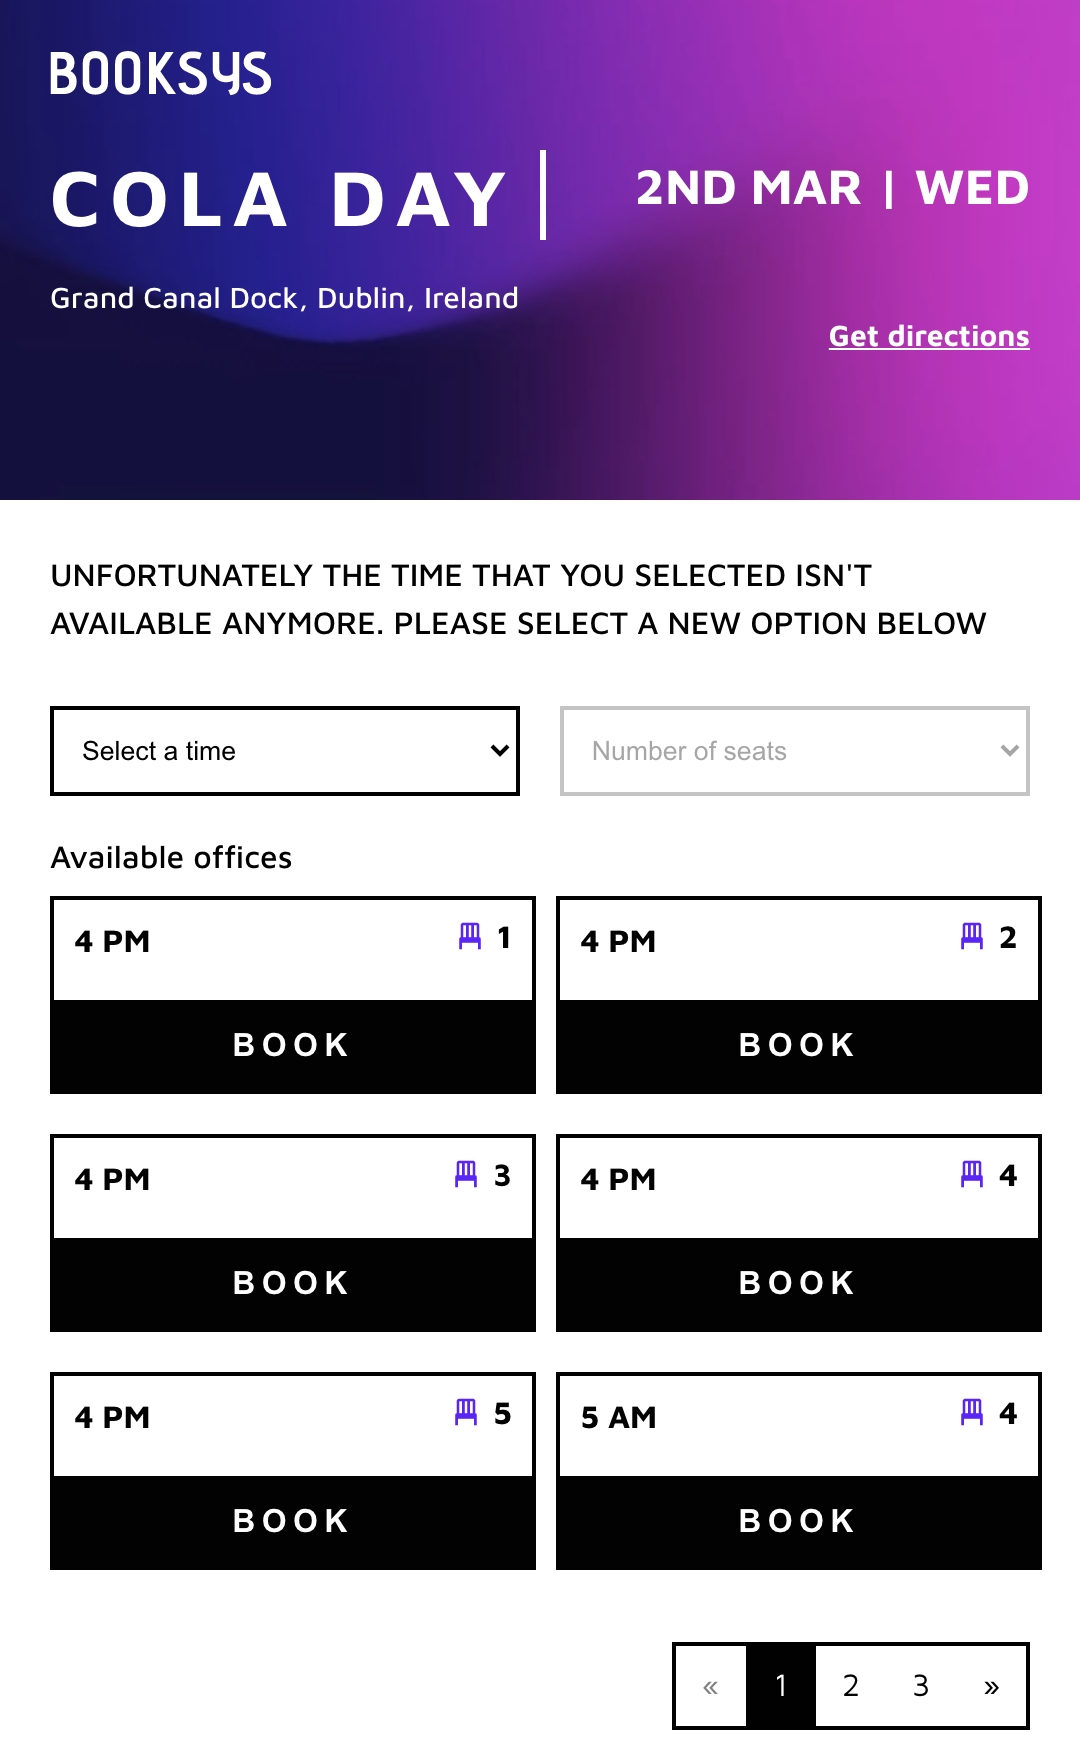 BOOKSYS
COLA DAY
2ND MAR | WED
Grand Canal Dock, Dublin, Ireland
Get directions
UNFORTUNATELY THE TIME THAT YOU SELECTED ISN'T
AVAILABLE ANYMORE. PLEASE SELECT A NEW OPTION BELOW
Select a time
Number of seats
Available offices
4 PM 1
BOOK
4 PM 2
BOOK
4 PM 3
BOOK
4 PM 4
BOOK
4 PM 5
BOOK
5 AM 4
BOOK
« 1 2 3 »